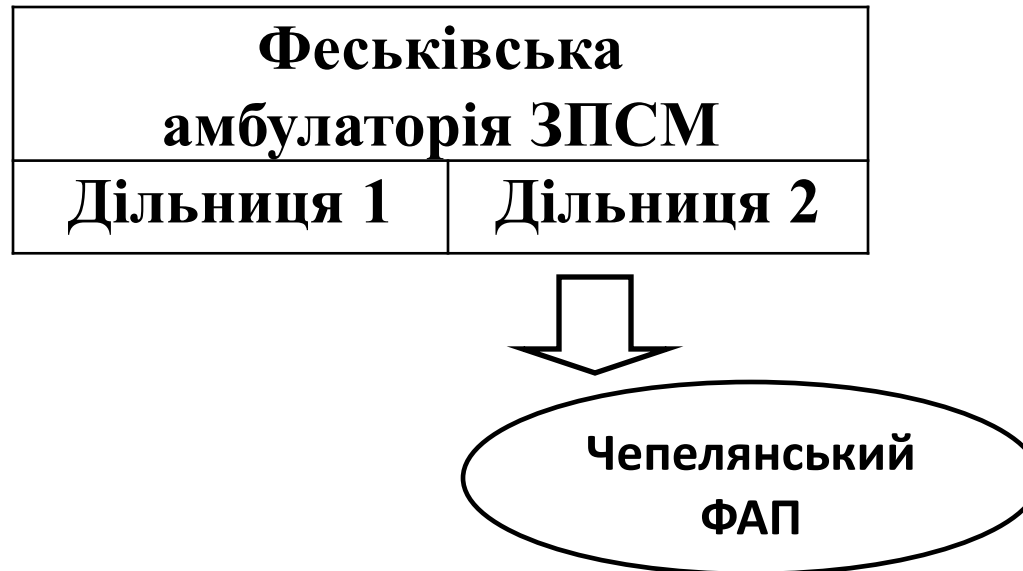 Феськівська
амбулаторія ЗПСМ
Дільниця 1 Дільниця 2
Чепелянський
ФАП